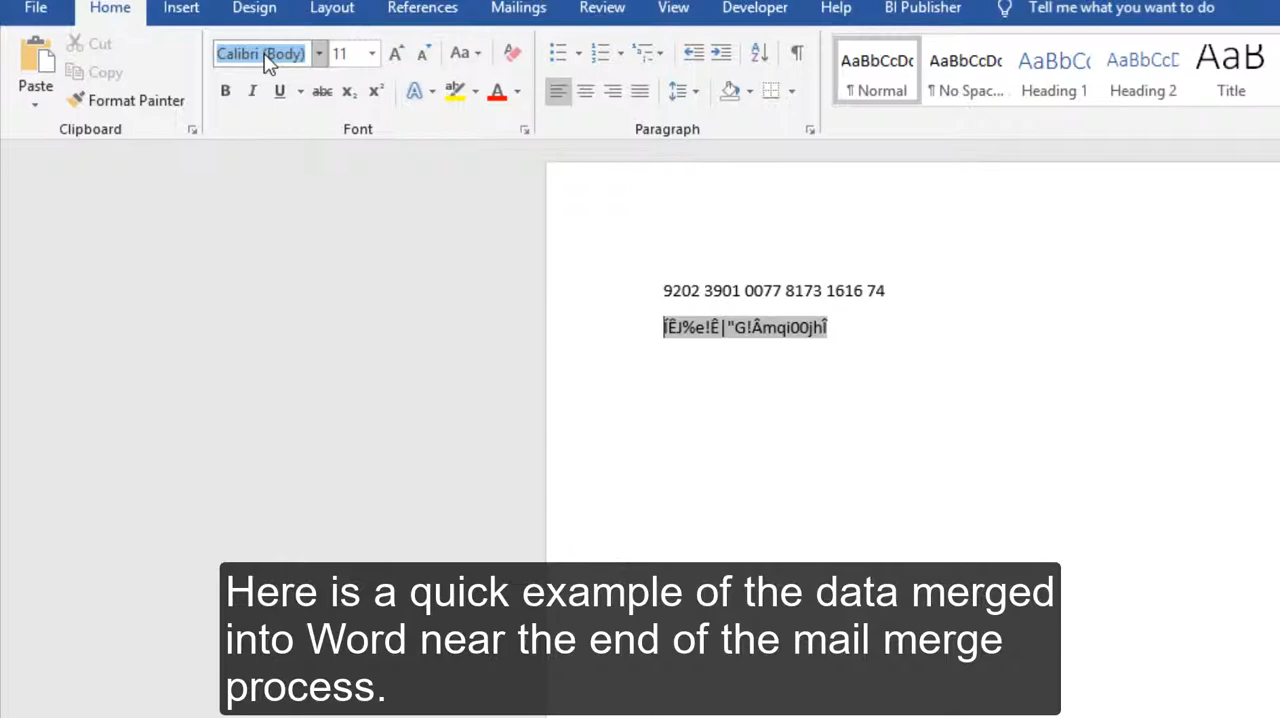 File Home Insert Design Layout References Mailings Review View Developer Help BI Publisher Tell me what you want to do
Cut
Copy
Paste
Format Painter
Clipboard
Calibri (Body) 11
Aa
B I U abc x₂ x² A A
Font
Paragraph
AaBbCcDc AaBbCcDc AaBbC AaBbCcD AaB
¶ Normal ¶ No Spac... Heading 1 Heading 2 Title
9202 3901 0077 8173 1616 74
ÍÊJ%e!Ê|"G!Âmqi00jhÎ
Here is a quick example of the data merged
into Word near the end of the mail merge
process.